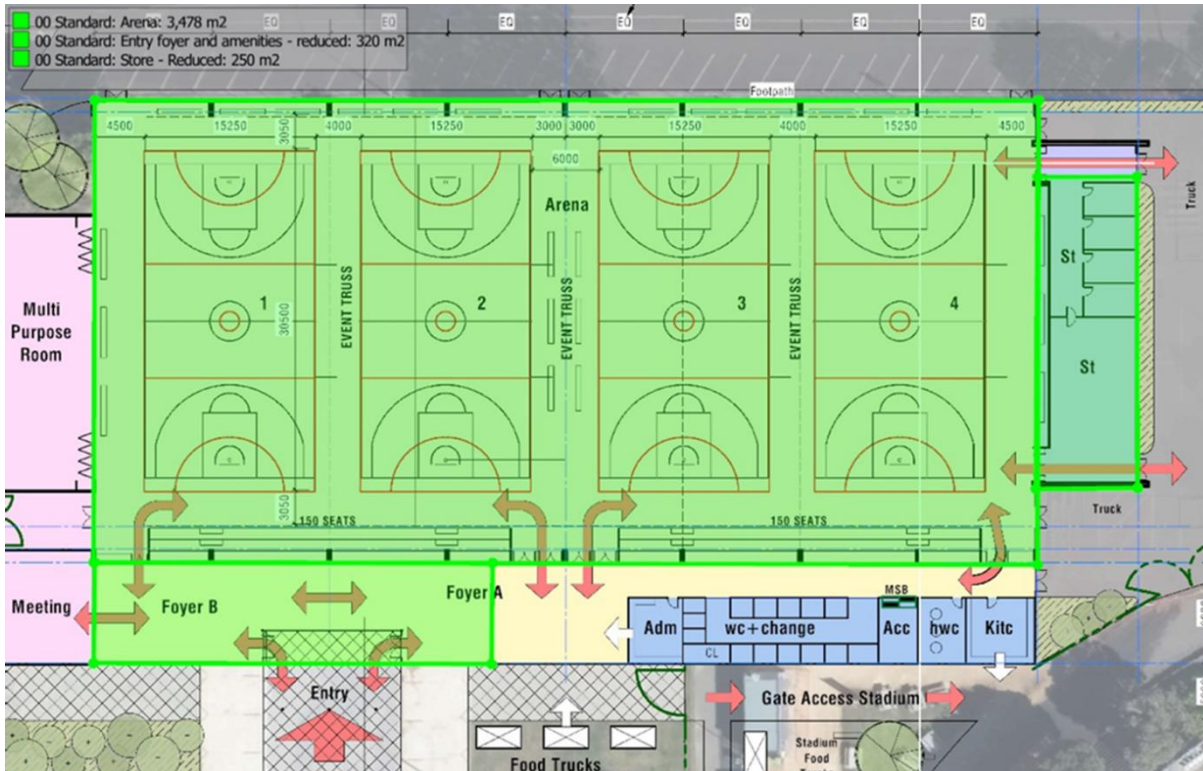 00 Standard: Arena: 3,478 m2
00 Standard: Entry foyer and amenities - reduced: 320 m2
00 Standard: Store - Reduced: 250 m2
EQ EQ EQ EQ EQ EQ EQ
Footpath
4500 15250 4000 15250 3000 3000 15250 4000 15250 4500
3050
6000
Arena
Truck
St
Multi
Purpose
Room
1 2 3 4
EVENT TRUSS
EVENT TRUSS
EVENT TRUSS
30500
St
3050
150 SEATS 150 SEATS
Truck
Meeting
Foyer B
Foyer A
MSB
Adm
wc+change
Acc
hwc
Kitc
CL
Entry
Gate Access Stadium
Food Trucks
Stadium
Food